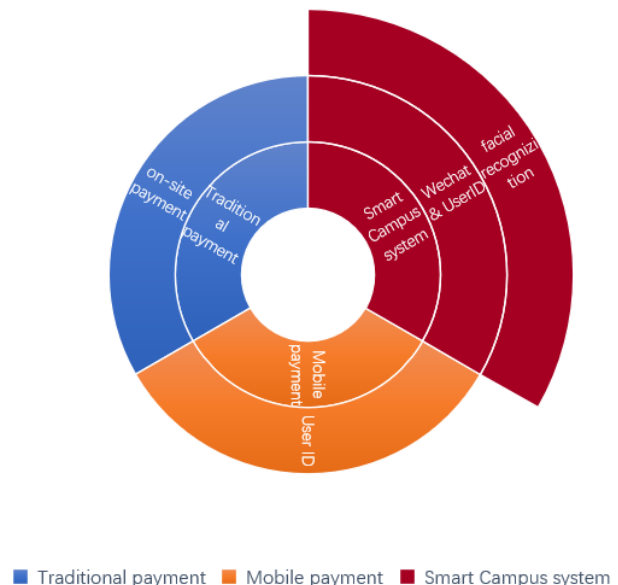 on-site
payment
Tradition
al
payment
Smart
Campus
system
Wechat
& UserID
facial
recognizi
tion
Mobile
payment
User ID
Traditional payment
Mobile payment
Smart Campus system